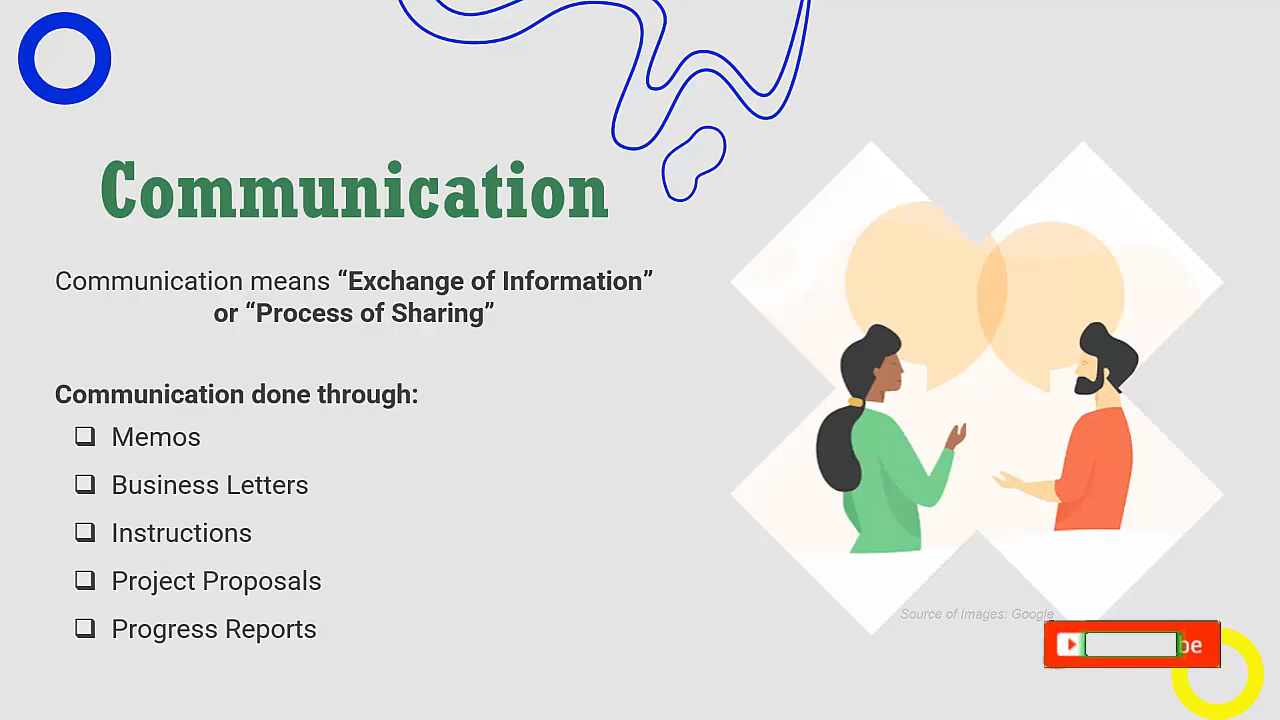 Communication
Communication means “Exchange of Information”
or “Process of Sharing”
Communication done through:
❑ Memos
❑ Business Letters
❑ Instructions
❑ Project Proposals
❑ Progress Reports
Source of Images: Google